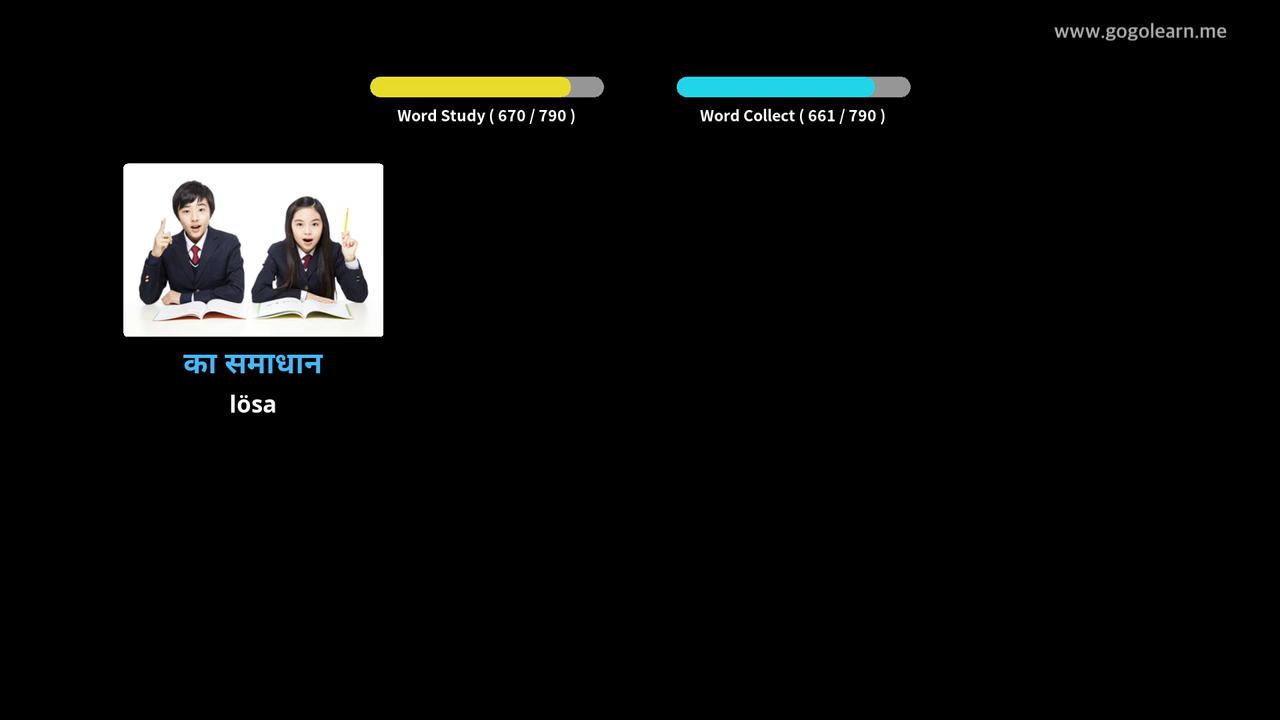 www.gogolearn.me
Word Study ( 670 / 790 )
Word Collect ( 661 / 790 )
का समाधान
lösa